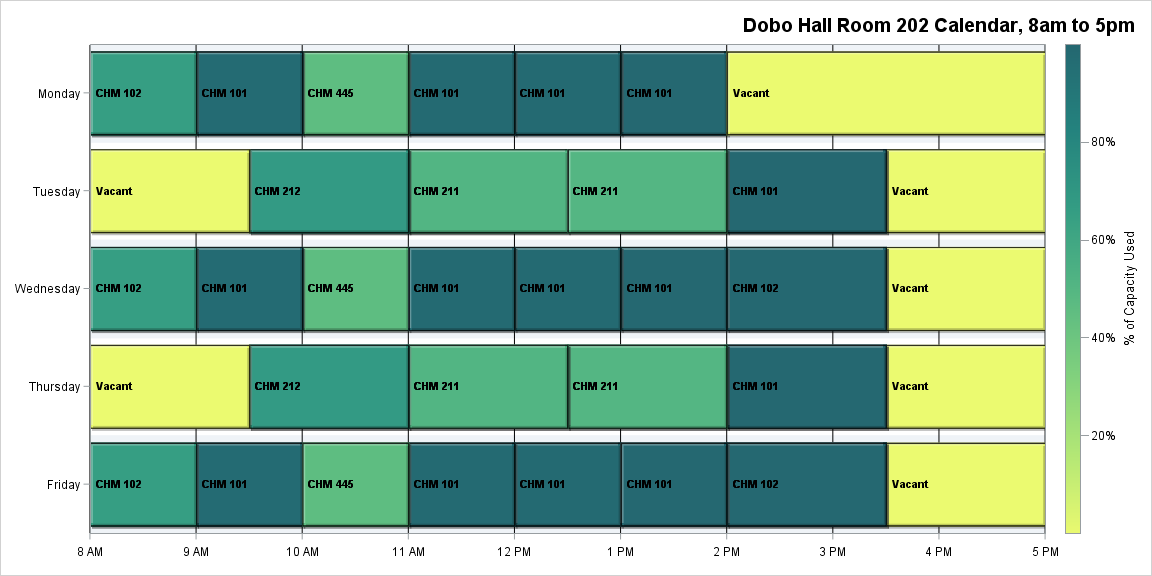 Dobo Hall Room 202 Calendar, 8am to 5pm
Monday CHM 102 CHM 101 CHM 445 CHM 101 CHM 101 CHM 101 Vacant
80%
Tuesday Vacant CHM 212 CHM 211 CHM 211 CHM 101 Vacant
60%
% of Capacity Used
Wednesday CHM 102 CHM 101 CHM 445 CHM 101 CHM 101 CHM 101 CHM 102 Vacant
40%
Thursday Vacant CHM 212 CHM 211 CHM 211 CHM 101 Vacant
20%
Friday CHM 102 CHM 101 CHM 445 CHM 101 CHM 101 CHM 101 CHM 102 Vacant
8 AM 9 AM 10 AM 11 AM 12 PM 1 PM 2 PM 3 PM 4 PM 5 PM